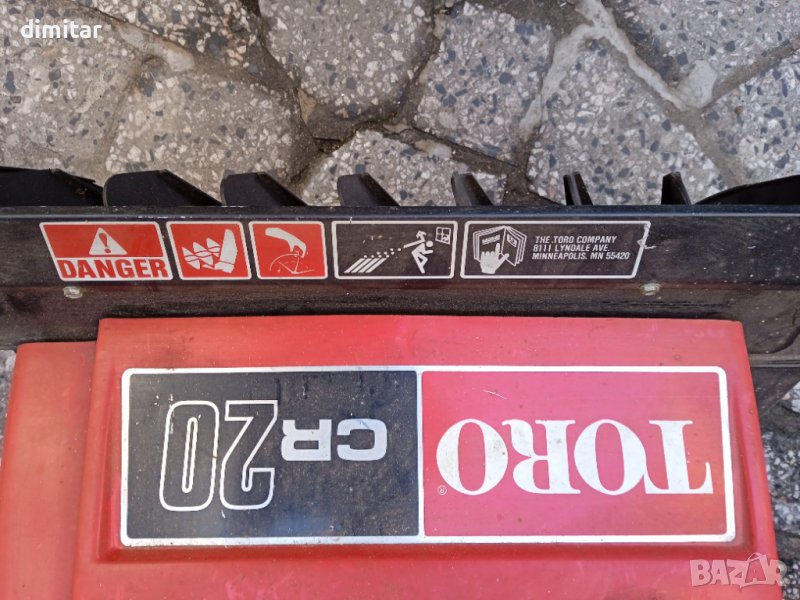 dimitar
DANGER
THE TORO COMPANY
8111 LYNDALE AVE.
MINNEAPOLIS. MN 55420
TORO®
CR20
BAZAR